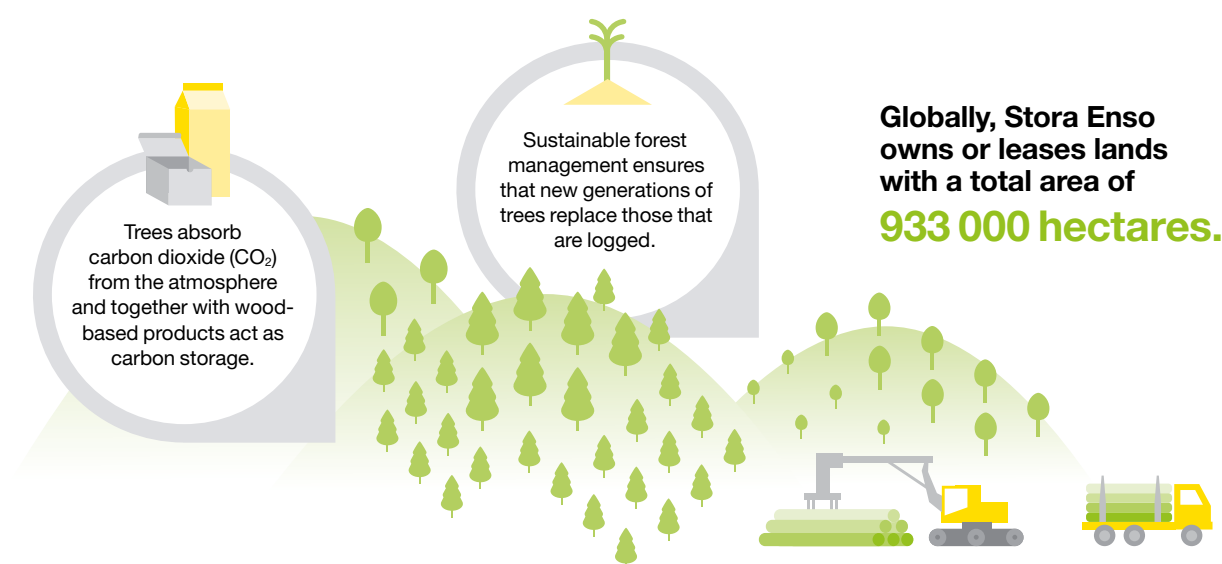 Trees absorb
carbon dioxide (CO₂)
from the atmosphere
and together with wood-
based products act as
carbon storage.
Sustainable forest
management ensures
that new generations of
trees replace those that
are logged.
Globally, Stora Enso
owns or leases lands
with a total area of
933 000 hectares.